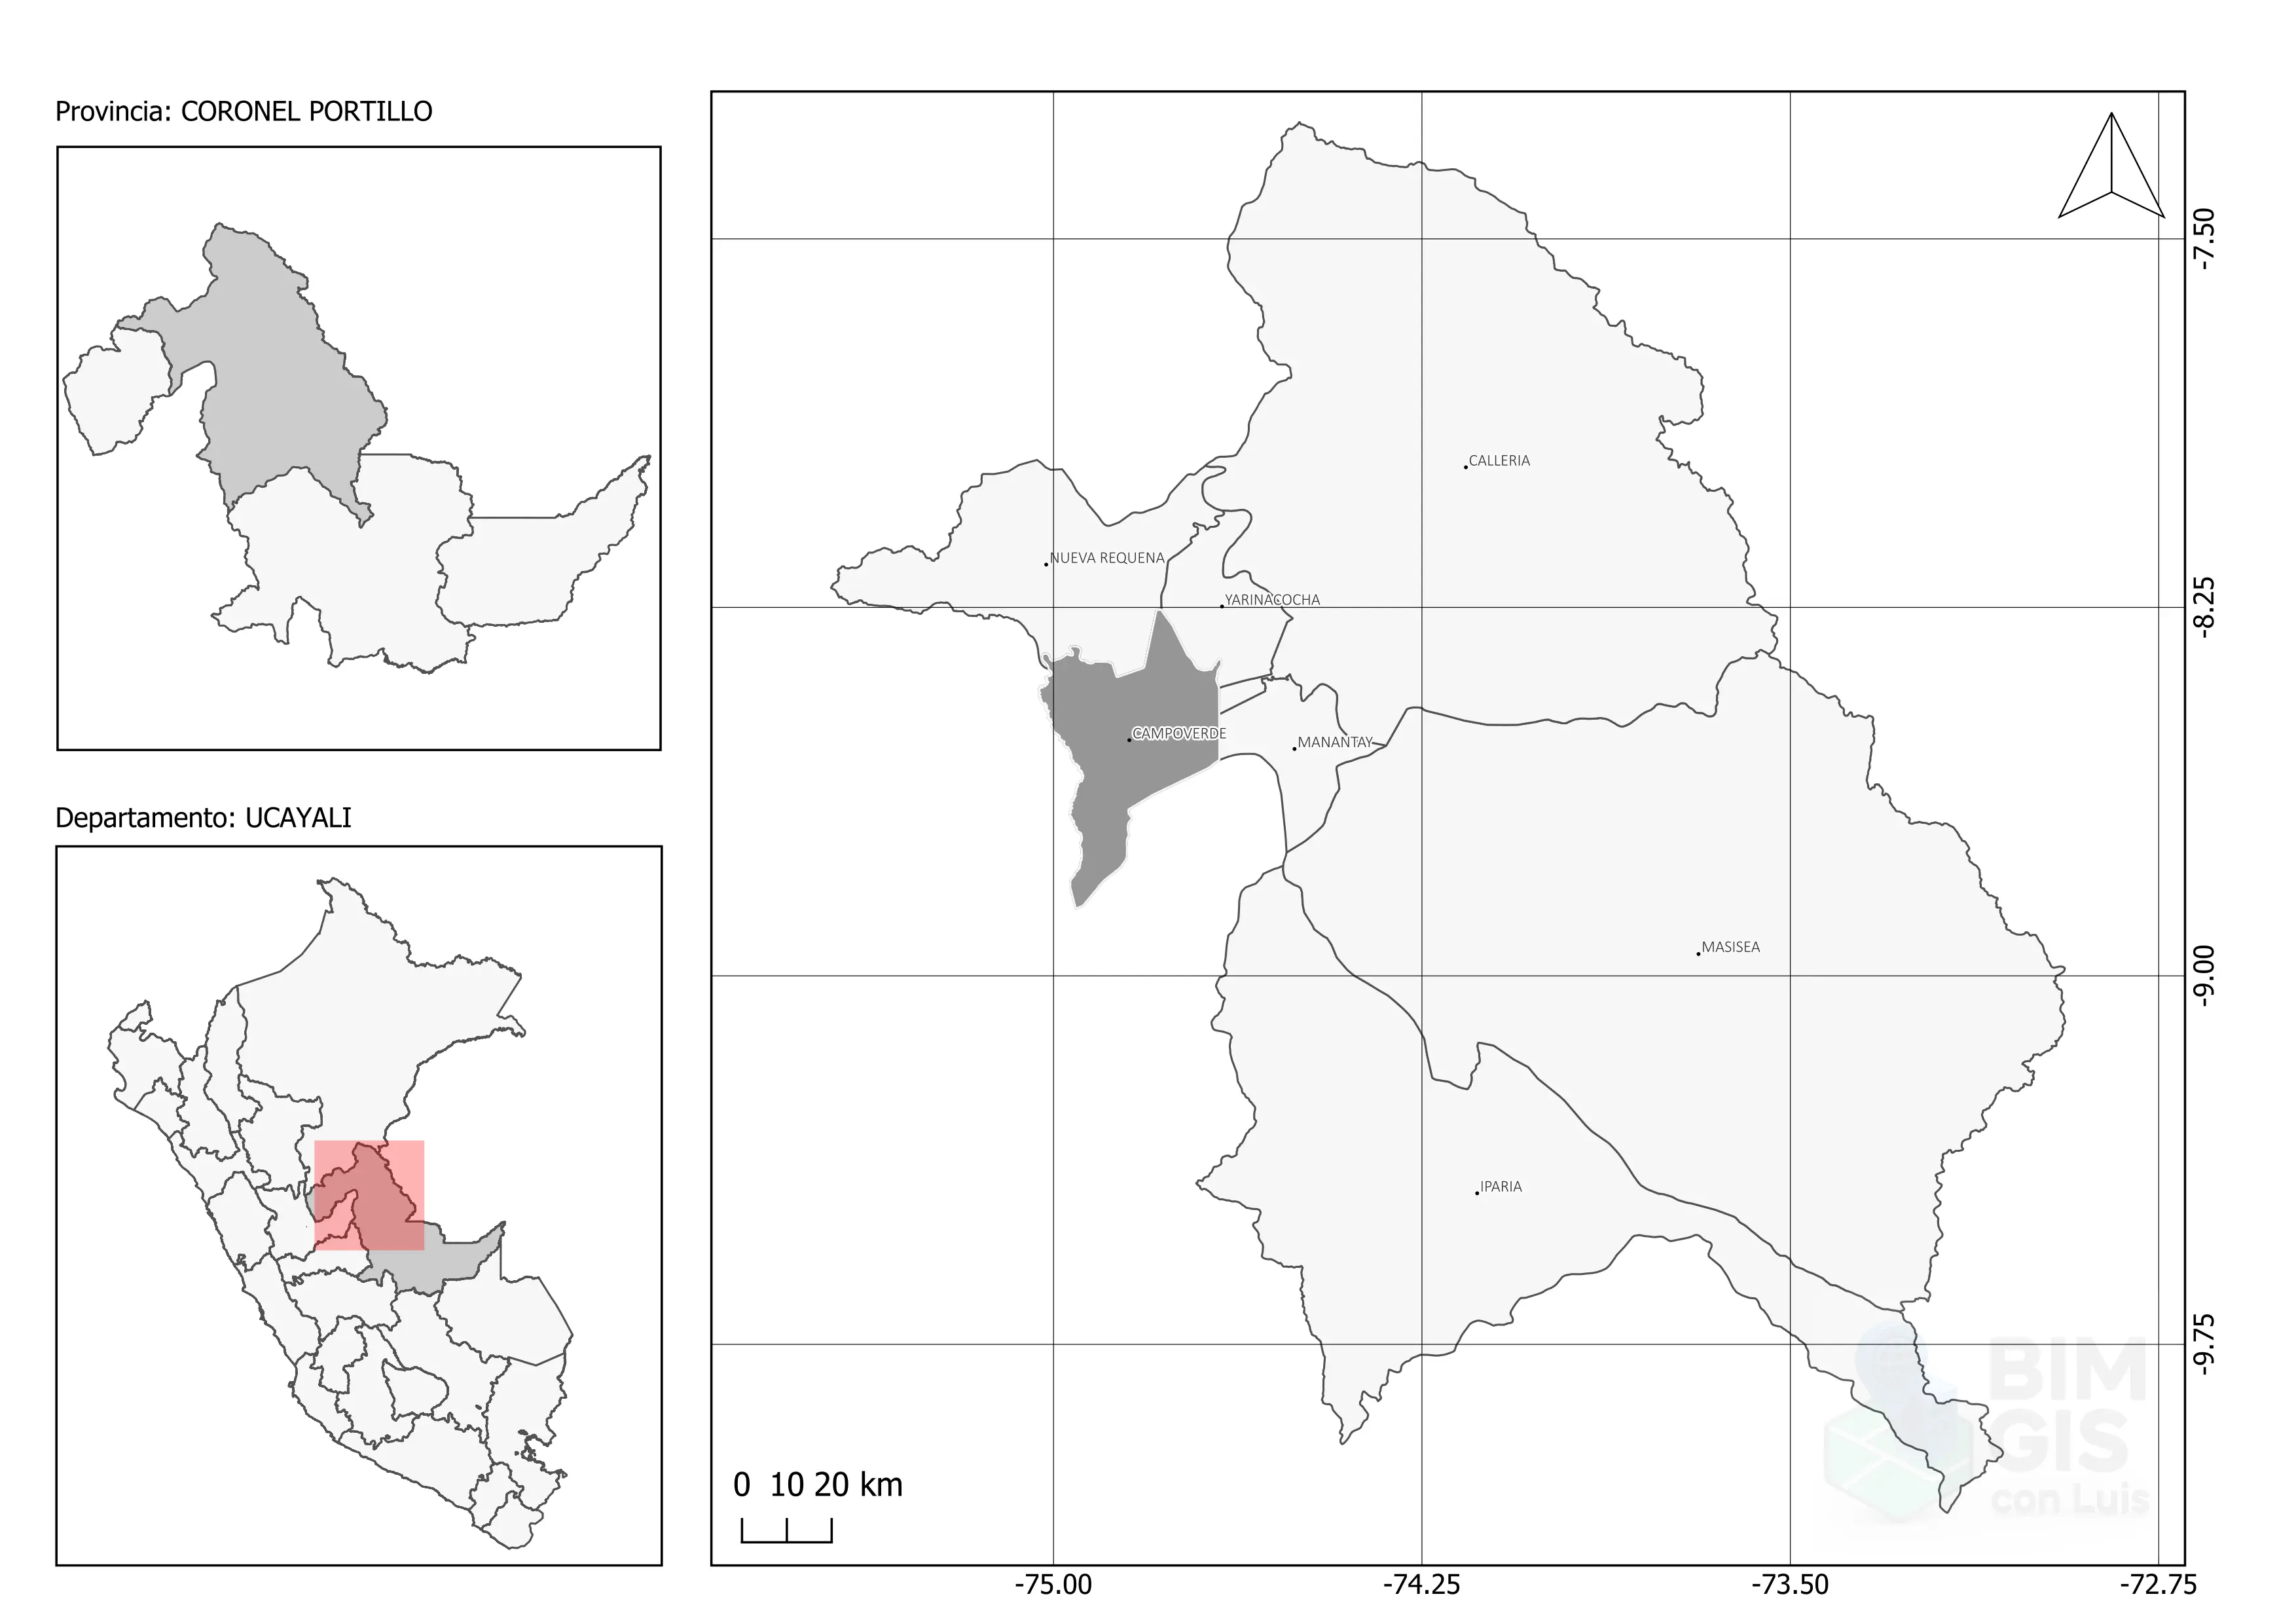 Provincia: CORONEL PORTILLO
Departamento: UCAYALI
CALLERIA
NUEVA REQUENA
YARINACOCHA
CAMPOVERDE
MANANTAY
MASISEA
IPARIA
-7.50
-8.25
-9.00
-9.75
0 10 20 km
BIM
GIS
con Luis
-75.00 -74.25 -73.50 -72.75